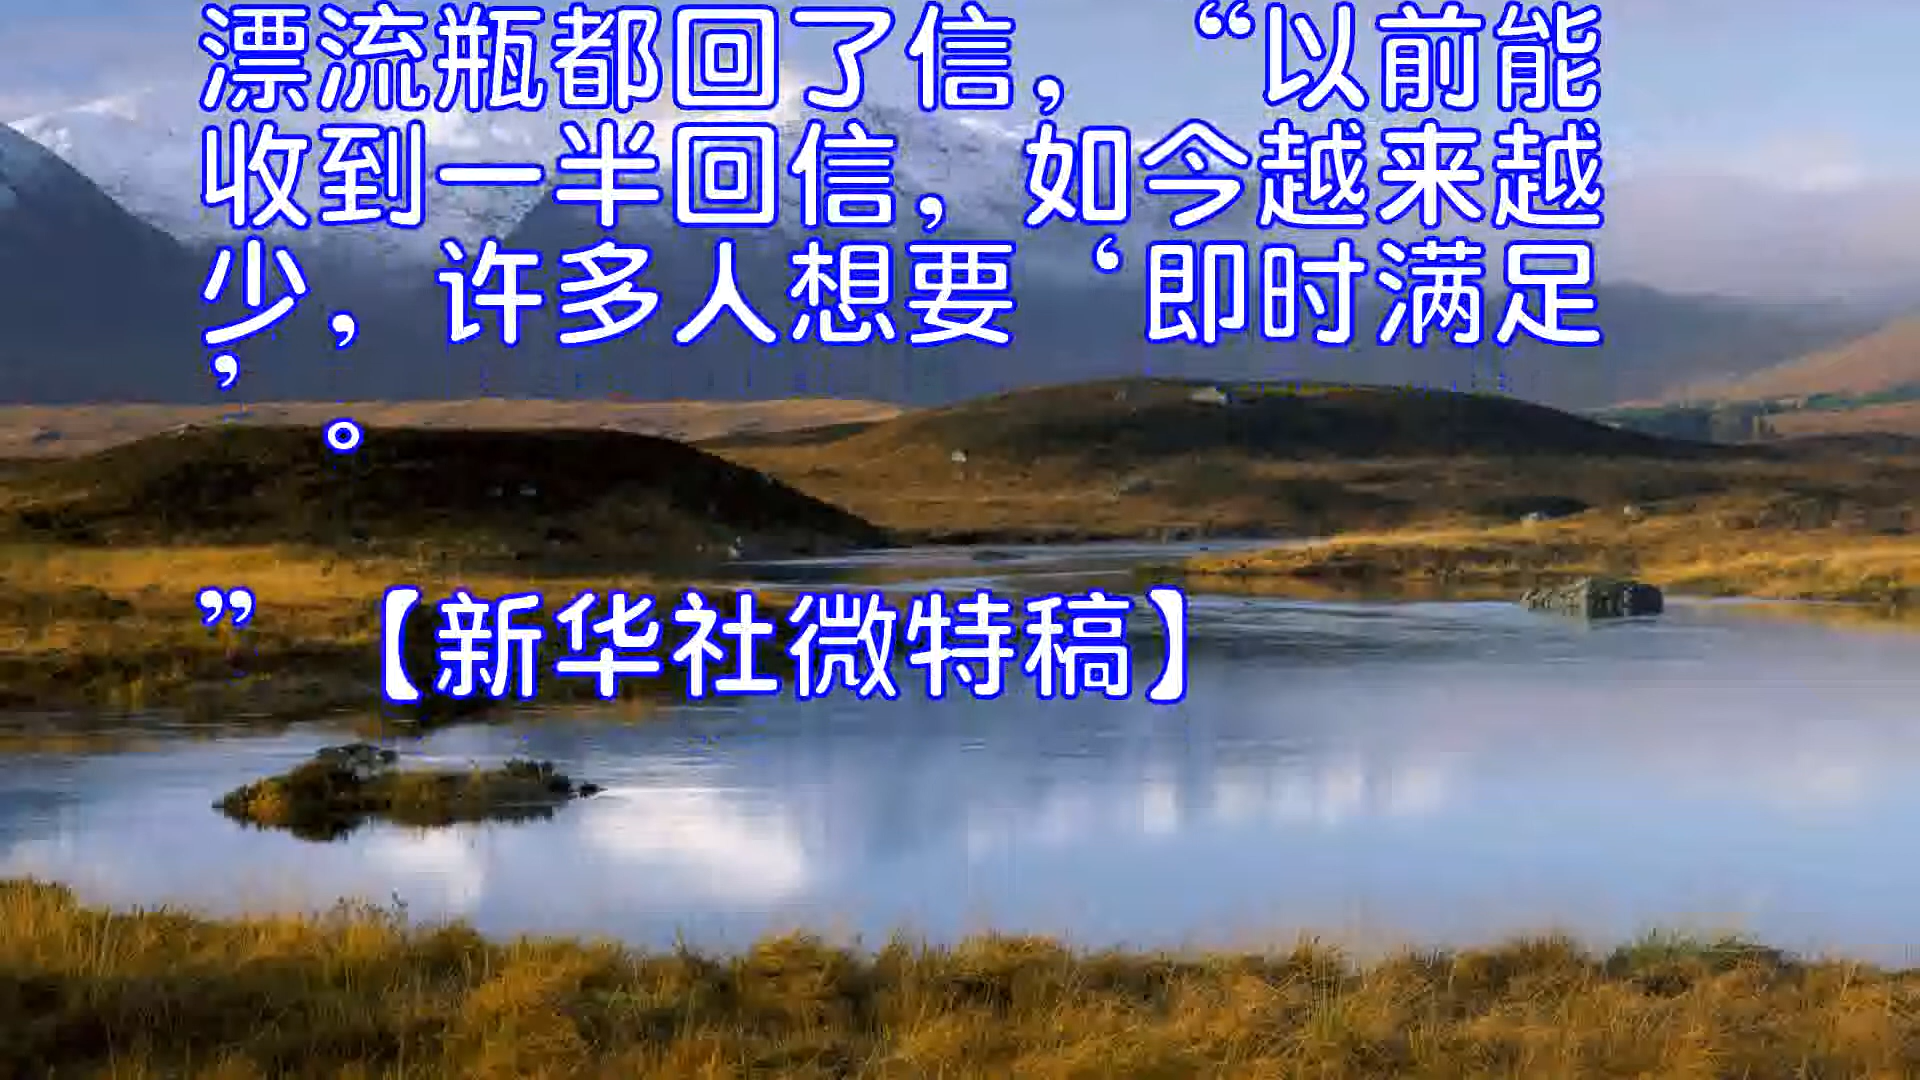 漂流瓶都回了信，“以前能
收到一半回信，如今越来越
少，许多人想要‘即时满足
’。
”【新华社微特稿】